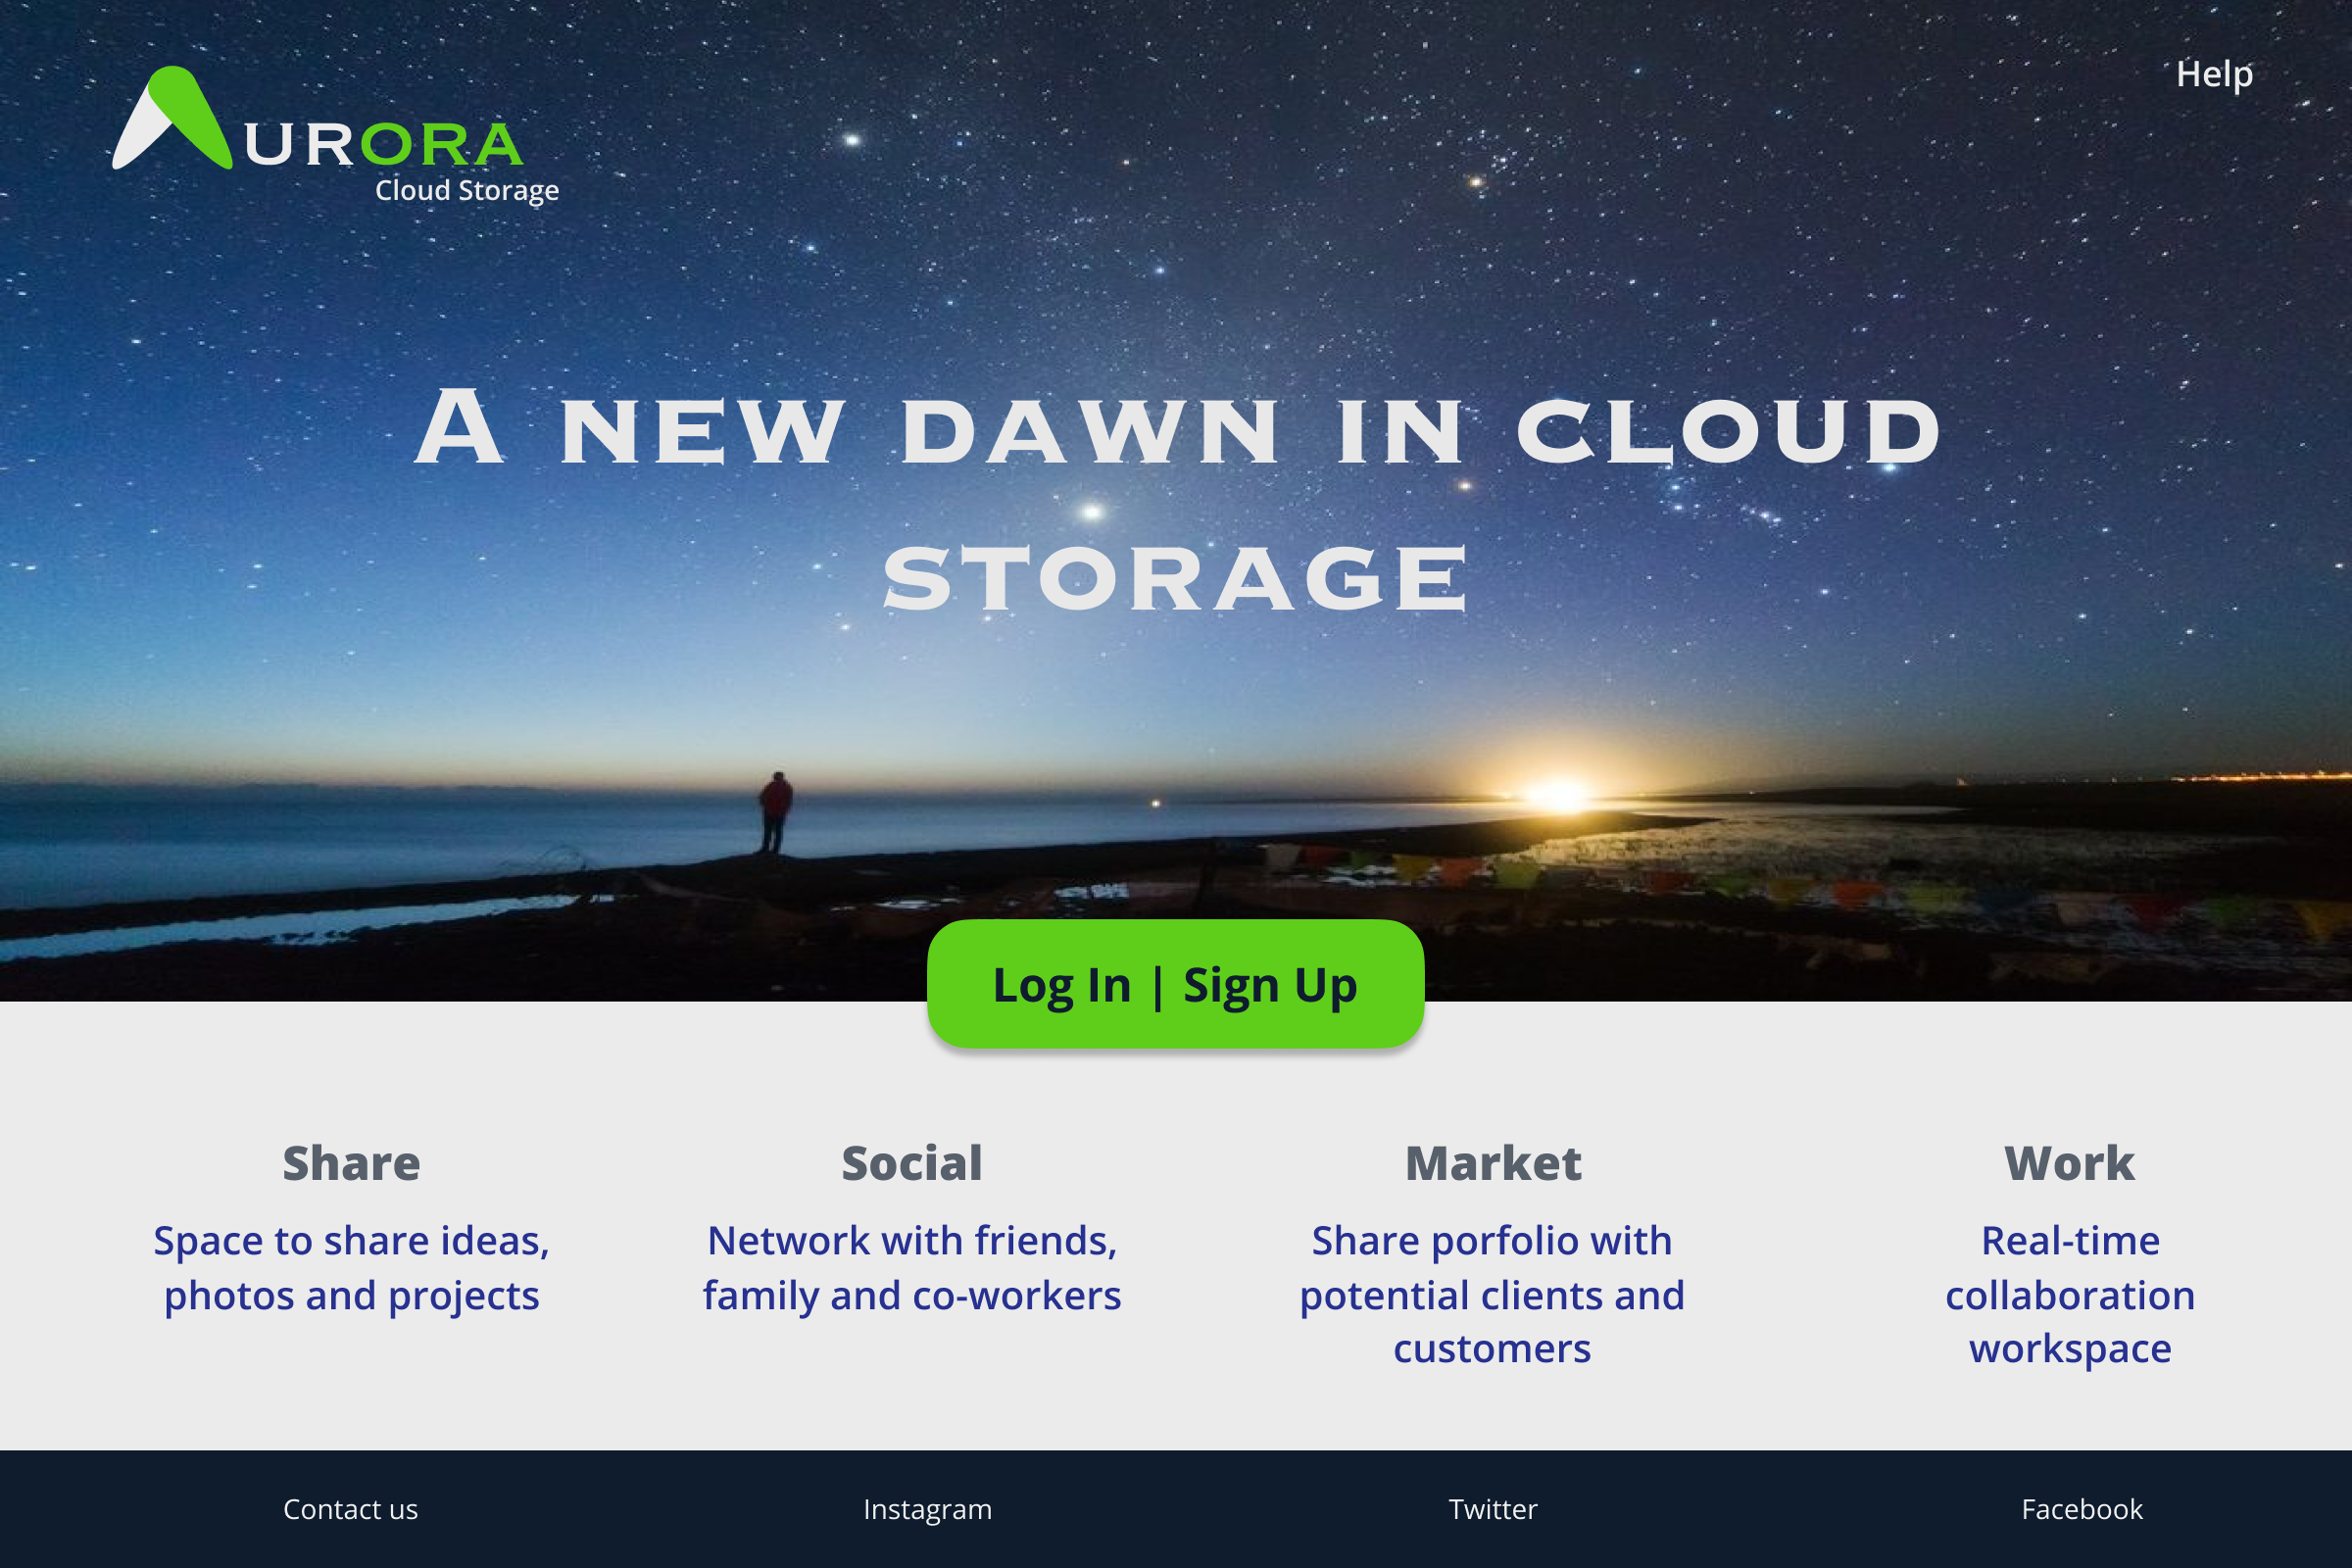 AURORA
Cloud Storage
Help
A NEW DAWN IN CLOUD
STORAGE
Log In | Sign Up
Share
Space to share ideas,
photos and projects
Social
Network with friends,
family and co-workers
Market
Share porfolio with
potential clients and
customers
Work
Real-time
collaboration
workspace
Contact us
Instagram
Twitter
Facebook